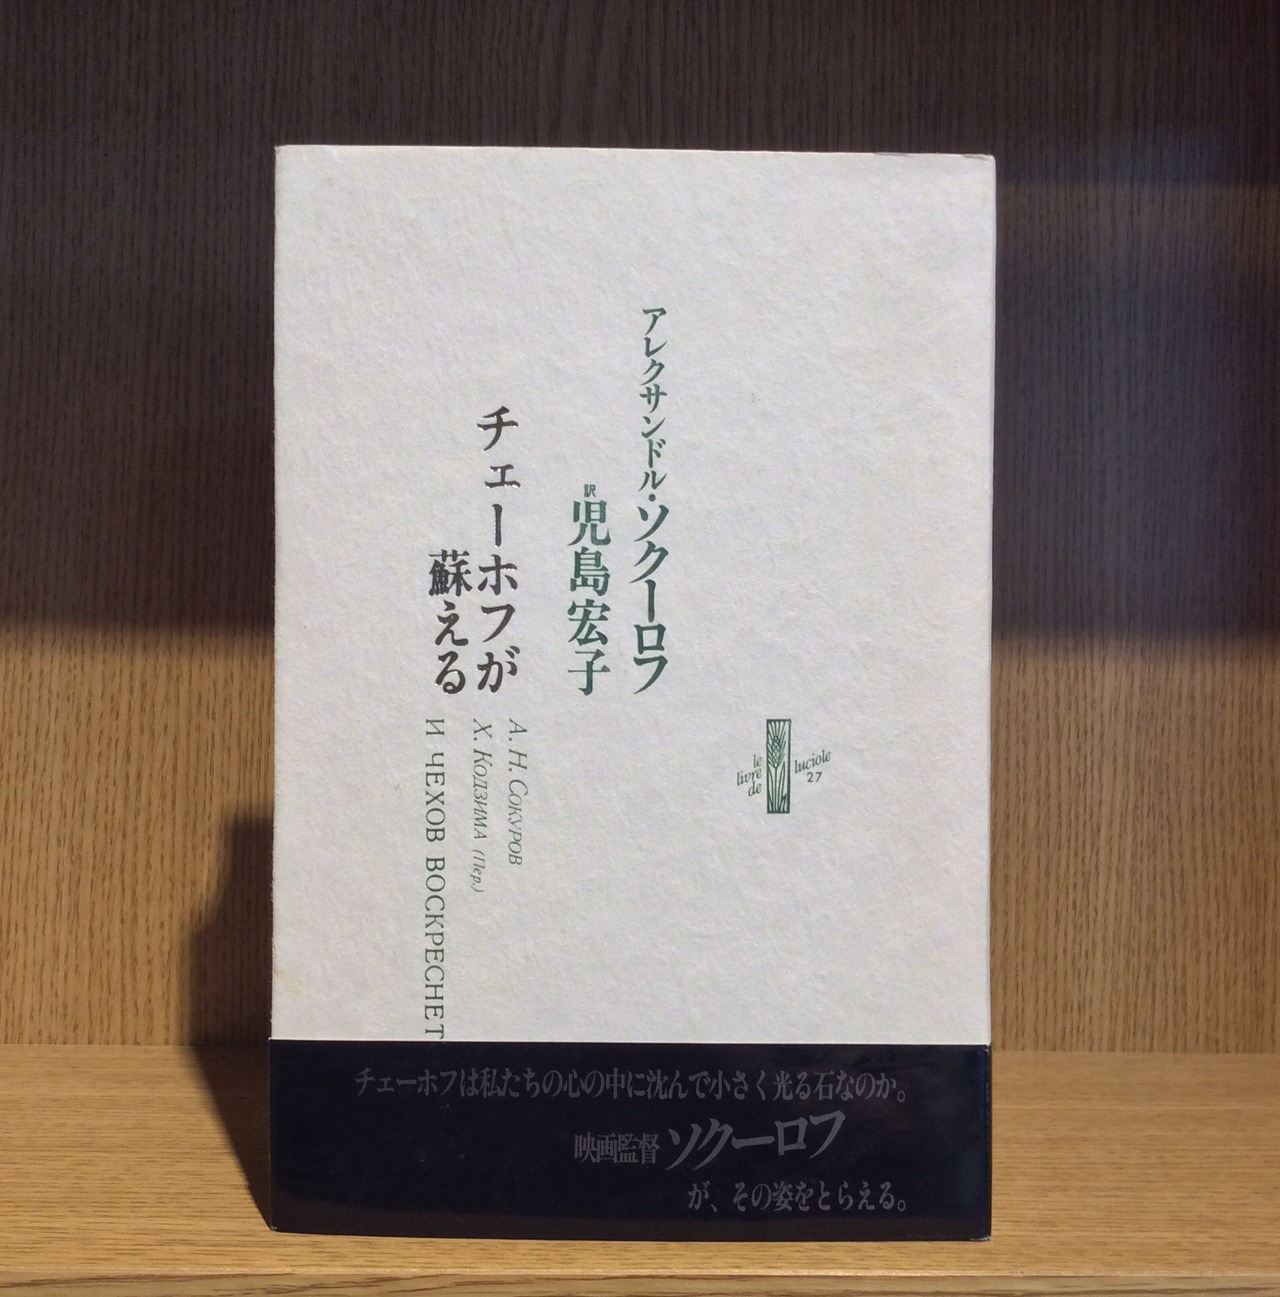 アレクサンドル・ソクーロフ
訳 児島宏子
チェーホフが
蘇える
А. Н. СОКУРОВ
Х. КОДЗИМА (Пер.)
И ЧЕХОВ ВОСКРЕСНЕТ
le
livre
de
luciole
27
チェーホフは私たちの心の中に沈んで小さく光る石なのか。
映画監督 ソクーロフ
が、その姿をとらえる。